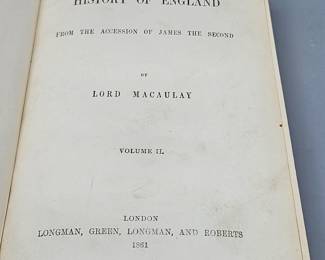 HISTORY OF ENGLAND
FROM THE ACCESSION OF JAMES THE SECOND
BY
LORD MACAULAY
VOLUME II.
LONDON
LONGMAN, GREEN, LONGMAN, AND ROBERTS
1861